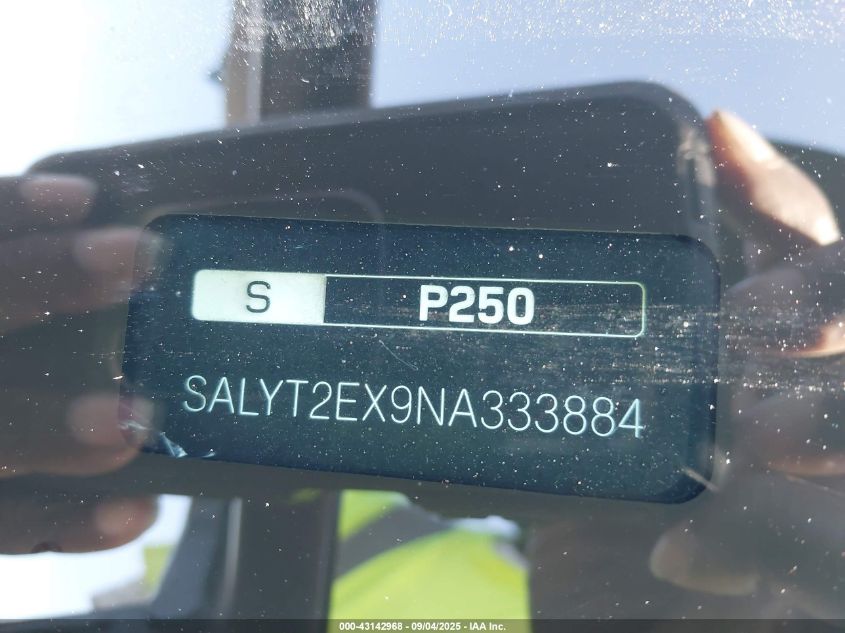 S P250
SALYT2EX9NA333884
000-43142968 - 09/04/2025 - IAA Inc.